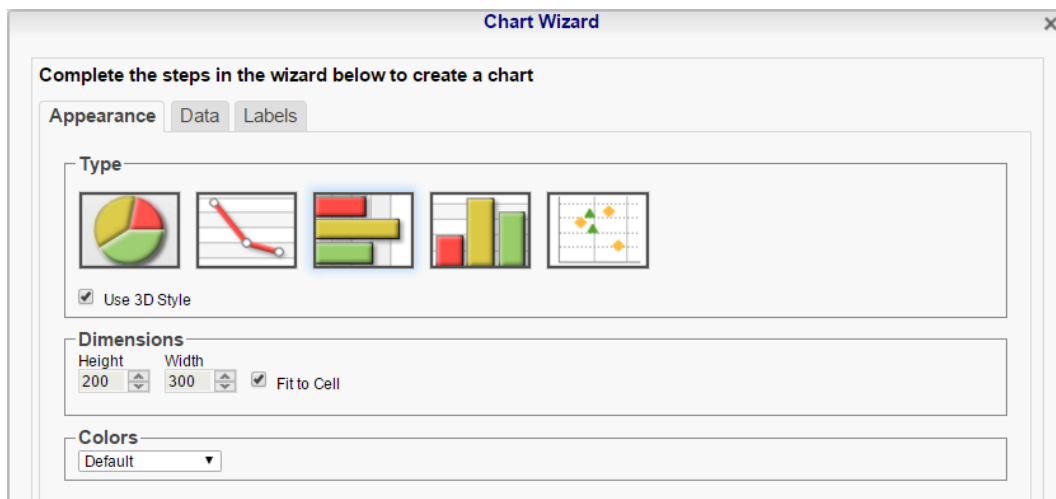 Chart Wizard
Complete the steps in the wizard below to create a chart
Appearance Data Labels
Type
Use 3D Style
Dimensions
Height Width
200 300 Fit to Cell
Colors
Default